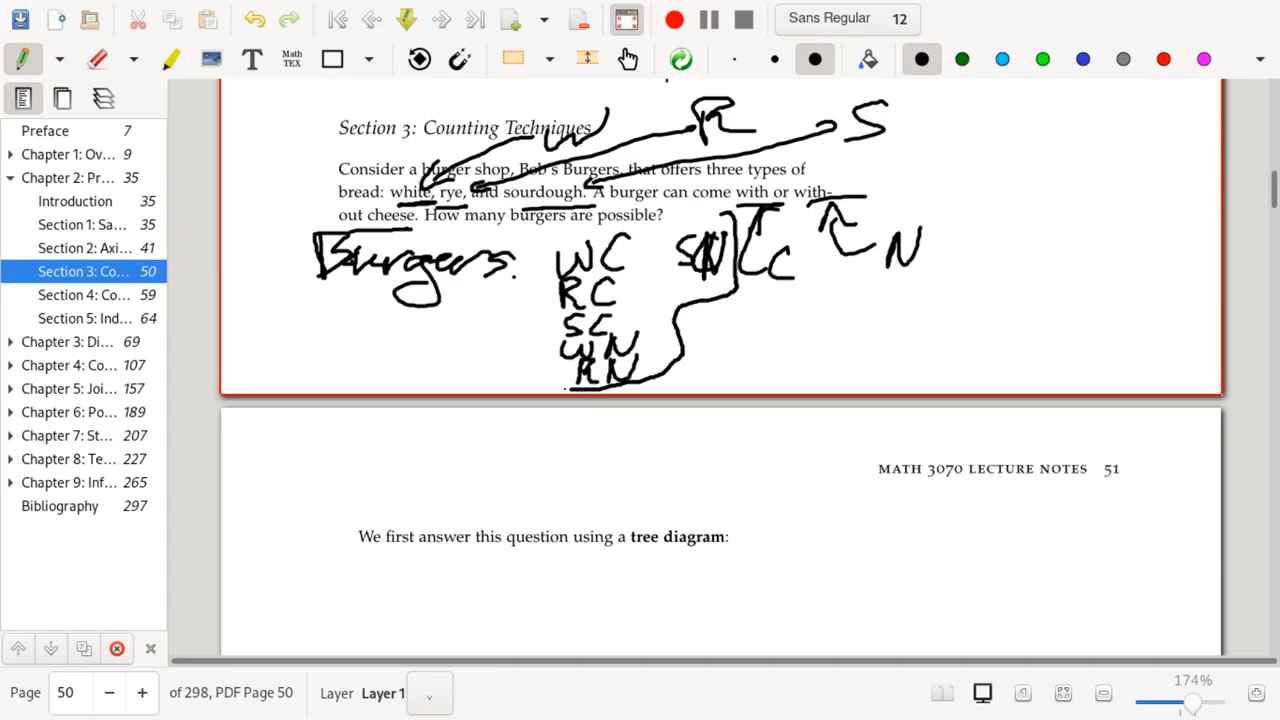 Sans Regular 12
Math TEX
Preface 7
Chapter 1: Ov... 9
Chapter 2: Pr... 35
Introduction 35
Section 1: Sa... 35
Section 2: Axi... 41
Section 3: Co... 50
Section 4: Co... 59
Section 5: Ind... 64
Chapter 3: Di... 69
Chapter 4: Co... 107
Chapter 5: Joi... 157
Chapter 6: Po... 189
Chapter 7: St... 207
Chapter 8: Te... 227
Chapter 9: Inf... 265
Bibliography 297
W R S
Section 3: Counting Techniques
Consider a burger shop, Bob's Burgers, that offers three types of
bread: white, rye, and sourdough. A burger can come with or with-
out cheese. How many burgers are possible?
Burgers: WC SN C N
RC
SC
WN
RN
MATH 3070 LECTURE NOTES 51
We first answer this question using a tree diagram:
Page 50 of 298, PDF Page 50 Layer Layer 1 174%